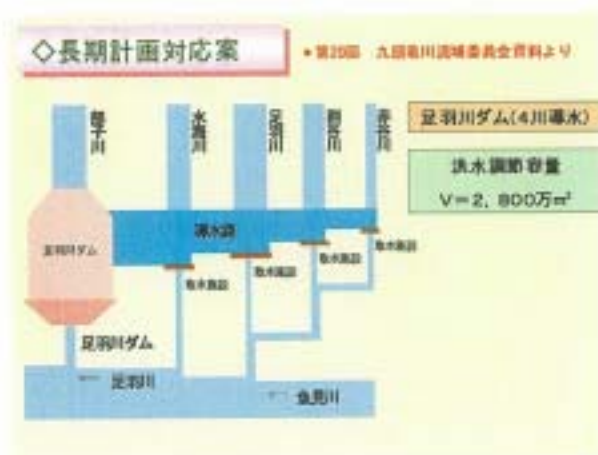 ◇長期計画対応案
●第29回 九頭竜川流域委員会資料より
部子川
水海川
足羽川
割谷川
赤谷川
足羽川ダム(4川導水)
洪水調節容量
V=2,800万m³
導水路
足羽川ダム
取水施設
取水施設
取水施設
取水施設
足羽川ダム
足羽川
魚見川